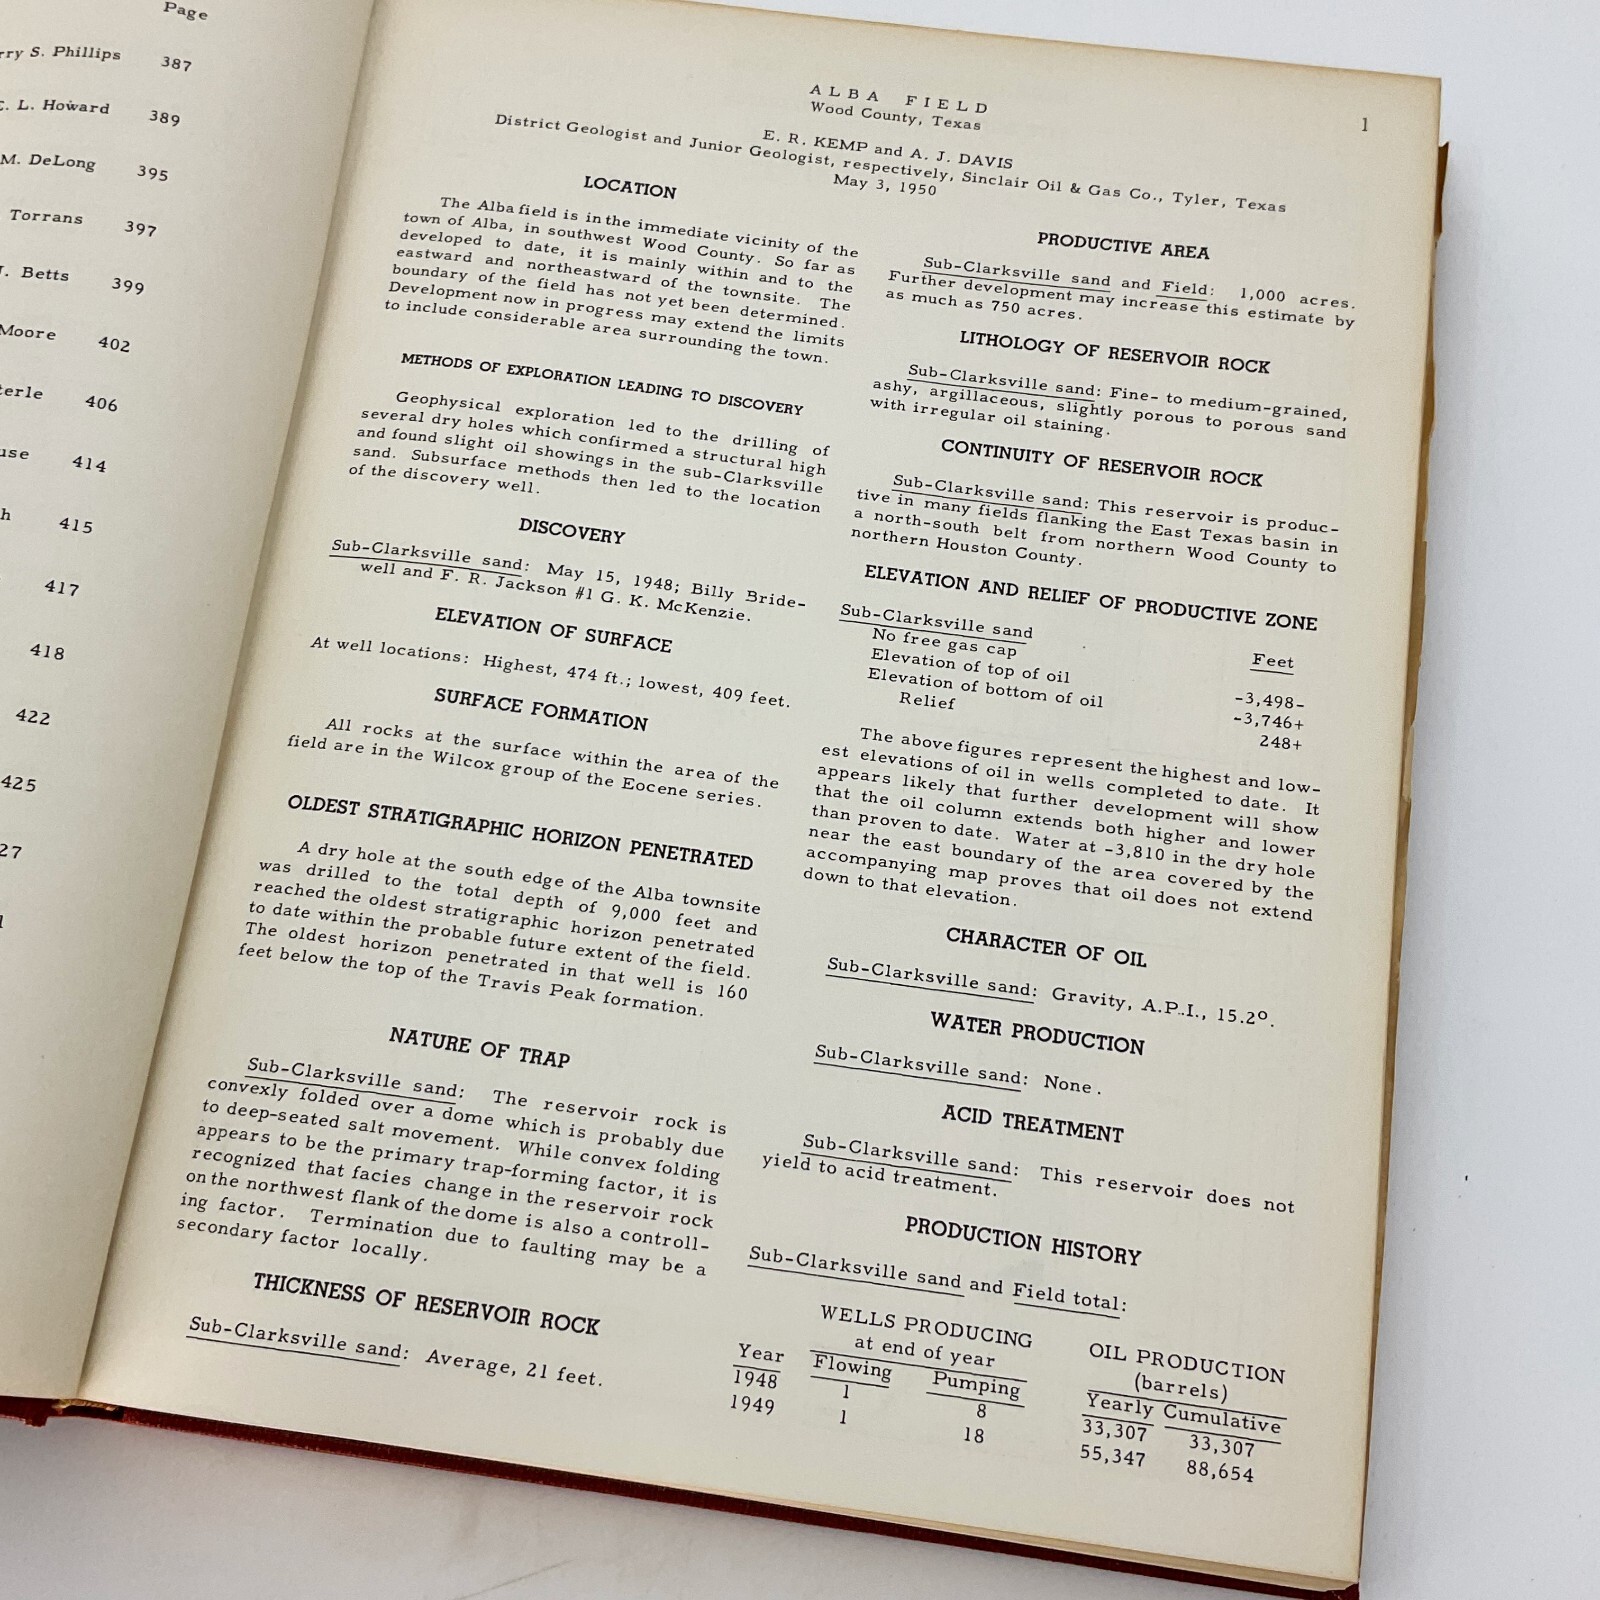 Page
rry S. Phillips 387
L. Howard 389
M. DeLong 395
Torrans 397
J. Betts 399
Moore 402
terle 406
use 414
h 415
417
418
422
425
27
1
ALBA FIELD
Wood County, Texas
E. R. KEMP and A. J. DAVIS
District Geologist and Junior Geologist, respectively, Sinclair Oil & Gas Co., Tyler, Texas
May 3, 1950
LOCATION
The Alba field is in the immediate vicinity of the
town of Alba, in southwest Wood County. So far as
developed to date, it is mainly within and to the
eastward and northeastward of the townsite. The
boundary of the field has not yet been determined.
Development now in progress may extend the limits
to include considerable area surrounding the town.
METHODS OF EXPLORATION LEADING TO DISCOVERY
Geophysical exploration led to the drilling of
several dry holes which confirmed a structural high
and found slight oil showings in the sub-Clarksville
sand. Subsurface methods then led to the location
of the discovery well.
DISCOVERY
Sub-Clarksville sand: May 15, 1948; Billy Bride-
well and F. R. Jackson #1 G. K. McKenzie.
ELEVATION OF SURFACE
At well locations: Highest, 474 ft.; lowest, 409 feet.
SURFACE FORMATION
All rocks at the surface within the area of the
field are in the Wilcox group of the Eocene series.
OLDEST STRATIGRAPHIC HORIZON PENETRATED
A dry hole at the south edge of the Alba townsite
was drilled to the total depth of 9,000 feet and
reached the oldest stratigraphic horizon penetrated
to date within the probable future extent of the field.
The oldest horizon penetrated in that well is 160
feet below the top of the Travis Peak formation.
NATURE OF TRAP
Sub-Clarksville sand: The reservoir rock is
convexly folded over a dome which is probably due
to deep-seated salt movement. While convex folding
appears to be the primary trap-forming factor, it is
recognized that facies change in the reservoir rock
on the northwest flank of the dome is also a controll-
ing factor. Termination due to faulting may be a
secondary factor locally.
THICKNESS OF RESERVOIR ROCK
Sub-Clarksville sand: Average, 21 feet.
PRODUCTIVE AREA
Sub-Clarksville sand and Field: 1,000 acres.
Further development may increase this estimate by
as much as 750 acres.
LITHOLOGY OF RESERVOIR ROCK
Sub-Clarksville sand: Fine- to medium-grained,
ashy, argillaceous, slightly porous to porous sand
with irregular oil staining.
CONTINUITY OF RESERVOIR ROCK
Sub-Clarksville sand: This reservoir is produc-
tive in many fields flanking the East Texas basin in
a north-south belt from northern Wood County to
northern Houston County.
ELEVATION AND RELIEF OF PRODUCTIVE ZONE
Sub-Clarksville sand Feet
No free gas cap
Elevation of top of oil -3,498-
Elevation of bottom of oil -3,746+
Relief 248+
The above figures represent the highest and low-
est elevations of oil in wells completed to date. It
appears likely that further development will show
that the oil column extends both higher and lower
than proven to date. Water at -3,810 in the dry hole
near the east boundary of the area covered by the
accompanying map proves that oil does not extend
down to that elevation.
CHARACTER OF OIL
Sub-Clarksville sand: Gravity, A.P.I., 15.2º.
WATER PRODUCTION
Sub-Clarksville sand: None.
ACID TREATMENT
Sub-Clarksville sand: This reservoir does not
yield to acid treatment.
PRODUCTION HISTORY
Sub-Clarksville sand and Field total:
WELLS PRODUCING OIL PRODUCTION
at end of year (barrels)
Year Flowing Pumping Yearly Cumulative
1948 1 8 33,307 33,307
1949 1 18 55,347 88,654